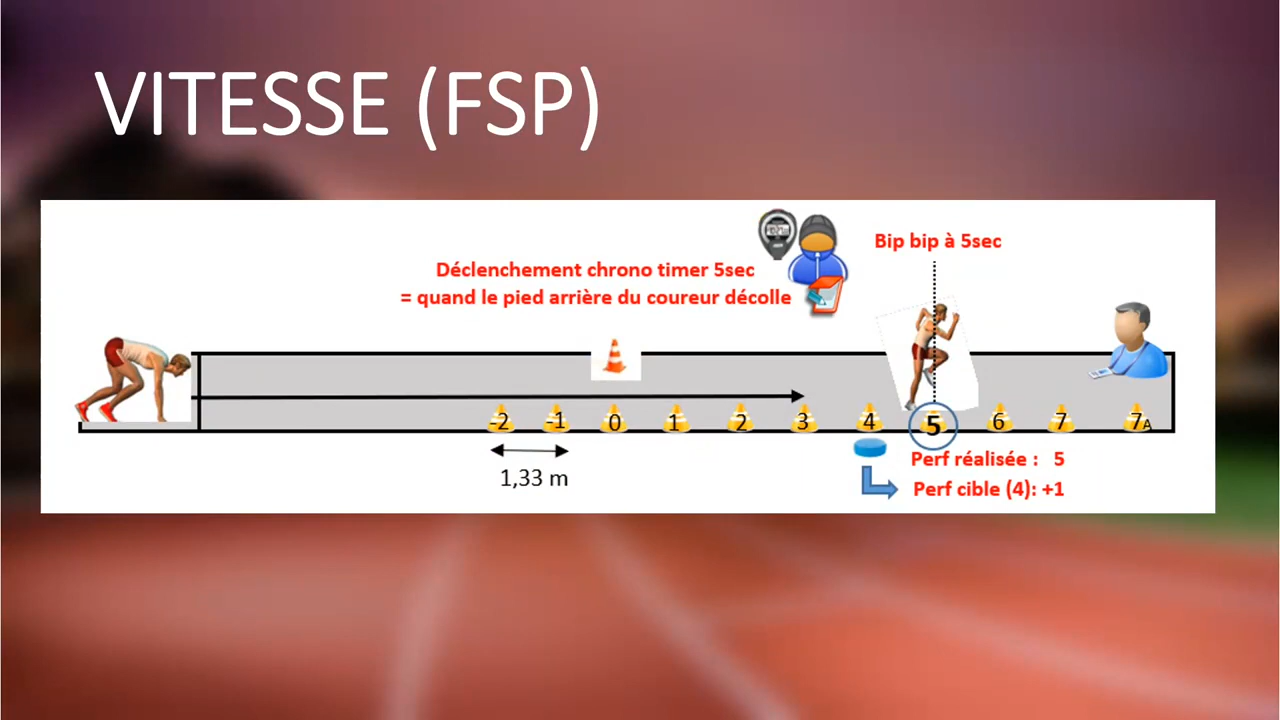 VITESSE (FSP)
Bip bip à 5sec
Déclenchement chrono timer 5sec
= quand le pied arrière du coureur décolle
-2 -1 0 1 2 3 4 5 6 7 7A
1,33 m
Perf réalisée : 5
Perf cible (4): +1